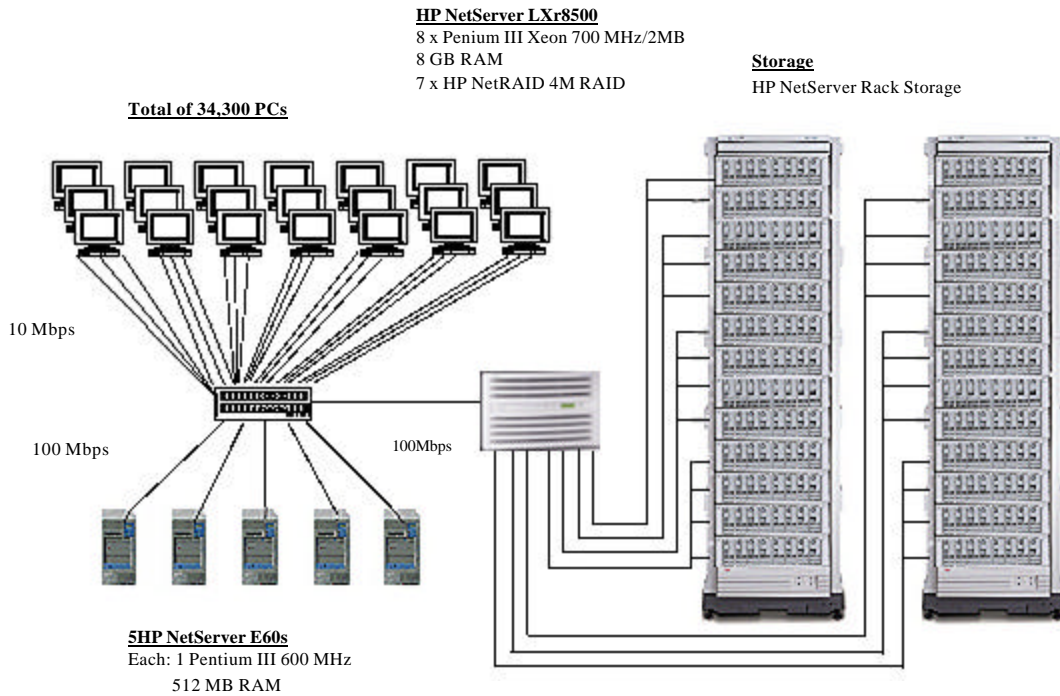 HP NetServer LXr8500
8 x Penium III Xeon 700 MHz/2MB
8 GB RAM
7 x HP NetRAID 4M RAID
Storage
HP NetServer Rack Storage
Total of 34,300 PCs
10 Mbps
100 Mbps
100Mbps
5HP NetServer E60s
Each: 1 Pentium III 600 MHz
512 MB RAM